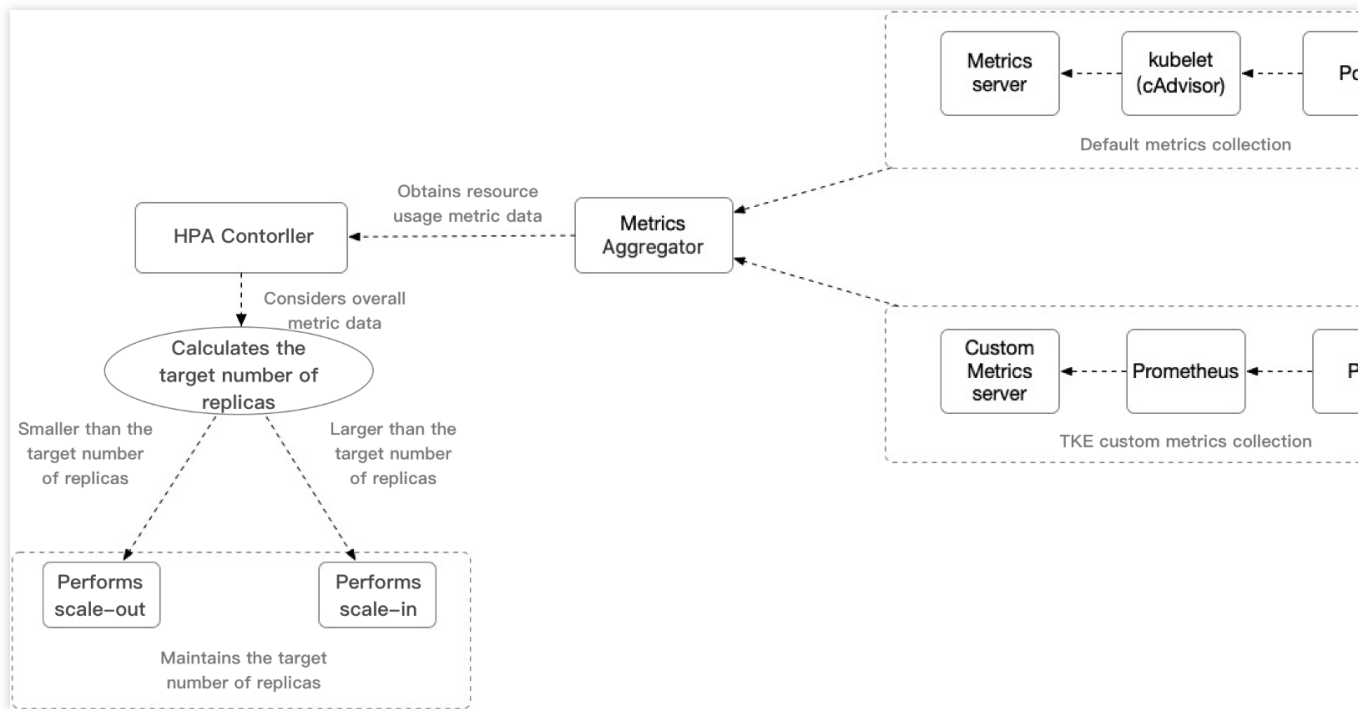 Metrics
server
kubelet
(cAdvisor)
Po
Default metrics collection
Obtains resource
usage metric data
Metrics
Aggregator
HPA Contorller
Considers overall
metric data
Calculates the
target number of
replicas
Custom
Metrics
server
Prometheus
P
TKE custom metrics collection
Smaller than the
target number
of replicas
Larger than the
target number
of replicas
Performs
scale-out
Performs
scale-in
Maintains the target
number of replicas